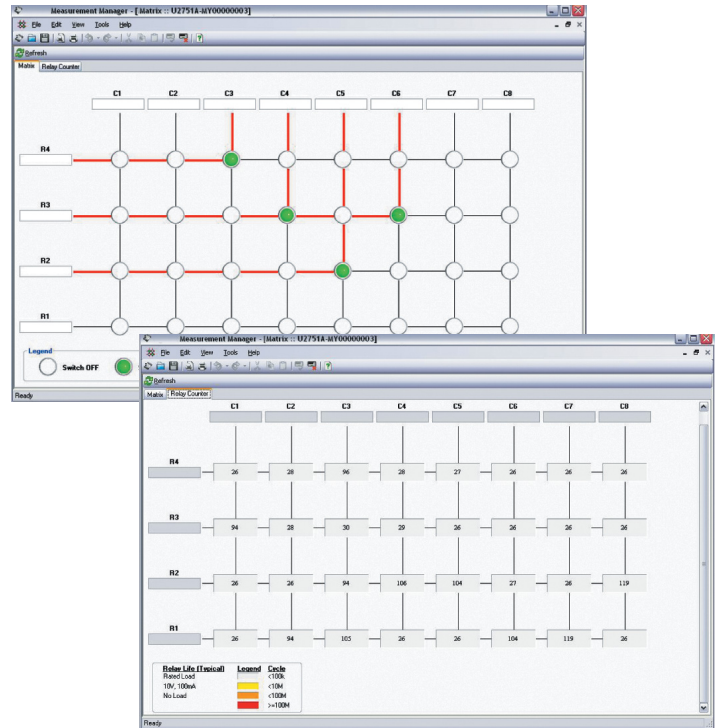 Measurement Manager - [Matrix :: U2751A-MY00000003]
File Edit View Tools Help
Refresh
Matrix Relay Counter
C1 C2 C3 C4 C5 C6 C7 C8
R4
R3
R2
R1
Legend
Switch OFF
Ready
Measurement Manager - [Matrix :: U2751A-MY00000003]
File Edit View Tools Help
Refresh
Matrix Relay Counter
C1 C2 C3 C4 C5 C6 C7 C8
R4 26 28 96 28 27 26 26 26
R3 94 28 30 29 26 26 26 26
R2 26 26 94 106 104 27 26 119
R1 26 94 105 26 26 104 119 26
Relay Life (Typical) Legend Cycle
Rated Load <100k
10V, 100mA <10M
No Load <100M
>=100M
Ready